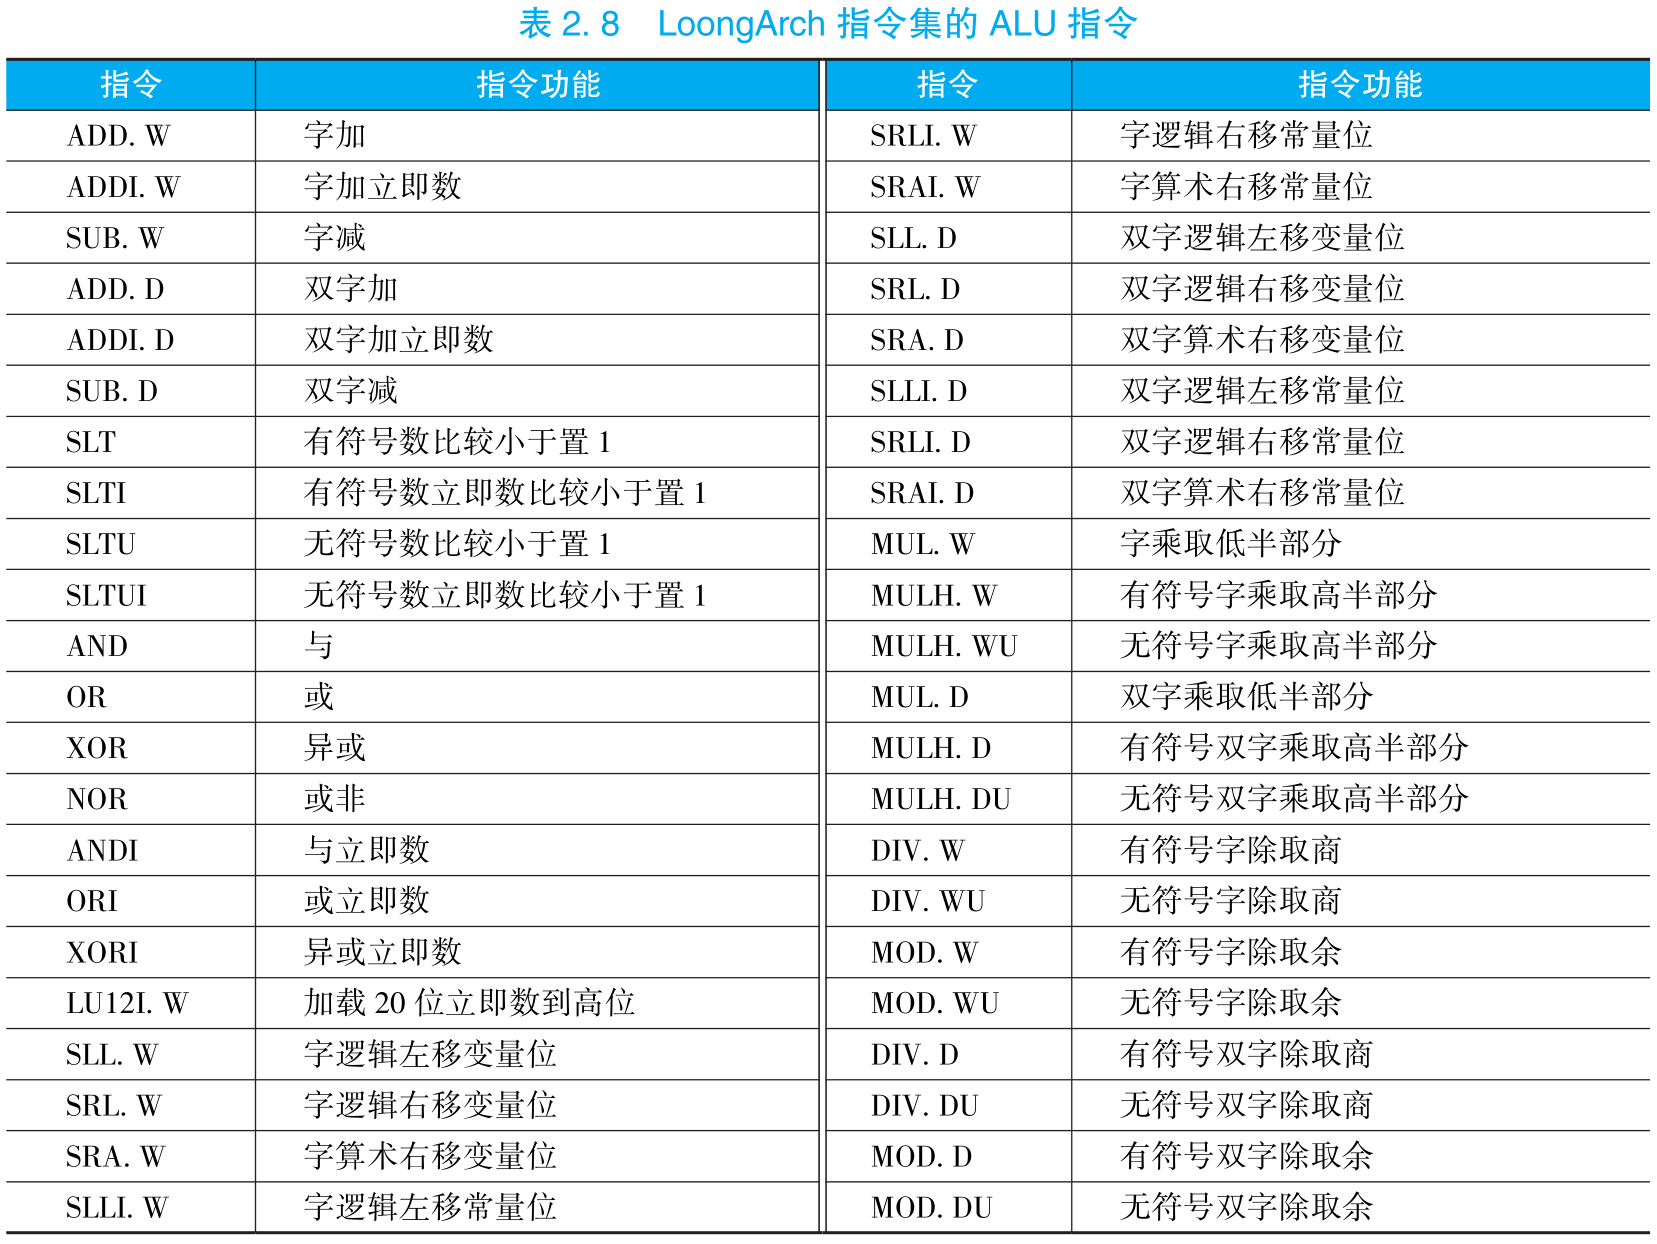 表 2. 8 LoongArch 指令集的 ALU 指令
指令 指令功能 指令 指令功能
ADD. W 字加 SRLI. W 字逻辑右移常量位
ADDI. W 字加立即数 SRAI. W 字算术右移常量位
SUB. W 字减 SLL. D 双字逻辑左移变量位
ADD. D 双字加 SRL. D 双字逻辑右移变量位
ADDI. D 双字加立即数 SRA. D 双字算术右移变量位
SUB. D 双字减 SLLI. D 双字逻辑左移常量位
SLT 有符号数比较小于置 1 SRLI. D 双字逻辑右移常量位
SLTI 有符号数立即数比较小于置 1 SRAI. D 双字算术右移常量位
SLTU 无符号数比较小于置 1 MUL. W 字乘取低半部分
SLTUI 无符号数立即数比较小于置 1 MULH. W 有符号字乘取高半部分
AND 与 MULH. WU 无符号字乘取高半部分
OR 或 MUL. D 双字乘取低半部分
XOR 异或 MULH. D 有符号双字乘取高半部分
NOR 或非 MULH. DU 无符号双字乘取高半部分
ANDI 与立即数 DIV. W 有符号字除取商
ORI 或立即数 DIV. WU 无符号字除取商
XORI 异或立即数 MOD. W 有符号字除取余
LU12I. W 加载 20 位立即数到高位 MOD. WU 无符号字除取余
SLL. W 字逻辑左移变量位 DIV. D 有符号双字除取商
SRL. W 字逻辑右移变量位 DIV. DU 无符号双字除取商
SRA. W 字算术右移变量位 MOD. D 有符号双字除取余
SLLI. W 字逻辑左移常量位 MOD. DU 无符号双字除取余